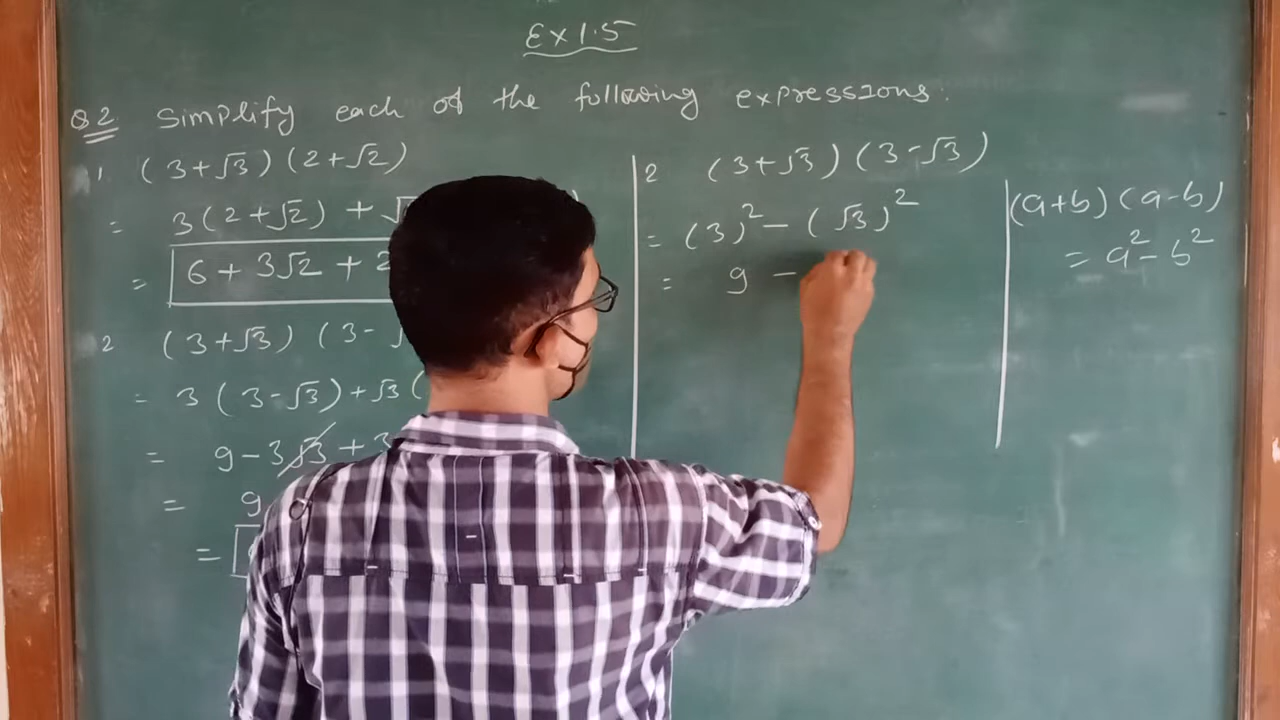 Ex 1.5
Q2 Simplify each of the following expressions.
1. (3+√3)(2+√2)
= 3(2+√2) + √
= 6 + 3√2 + 2
2 (3+√3) (3-√
= 3(3-√3)+√3(
= 9-3√3+3
= 9
=
2 (3+√3)(3-√3)
= (3)² - (√3)²
= 9 -
(a+b)(a-b)
= a²-b²